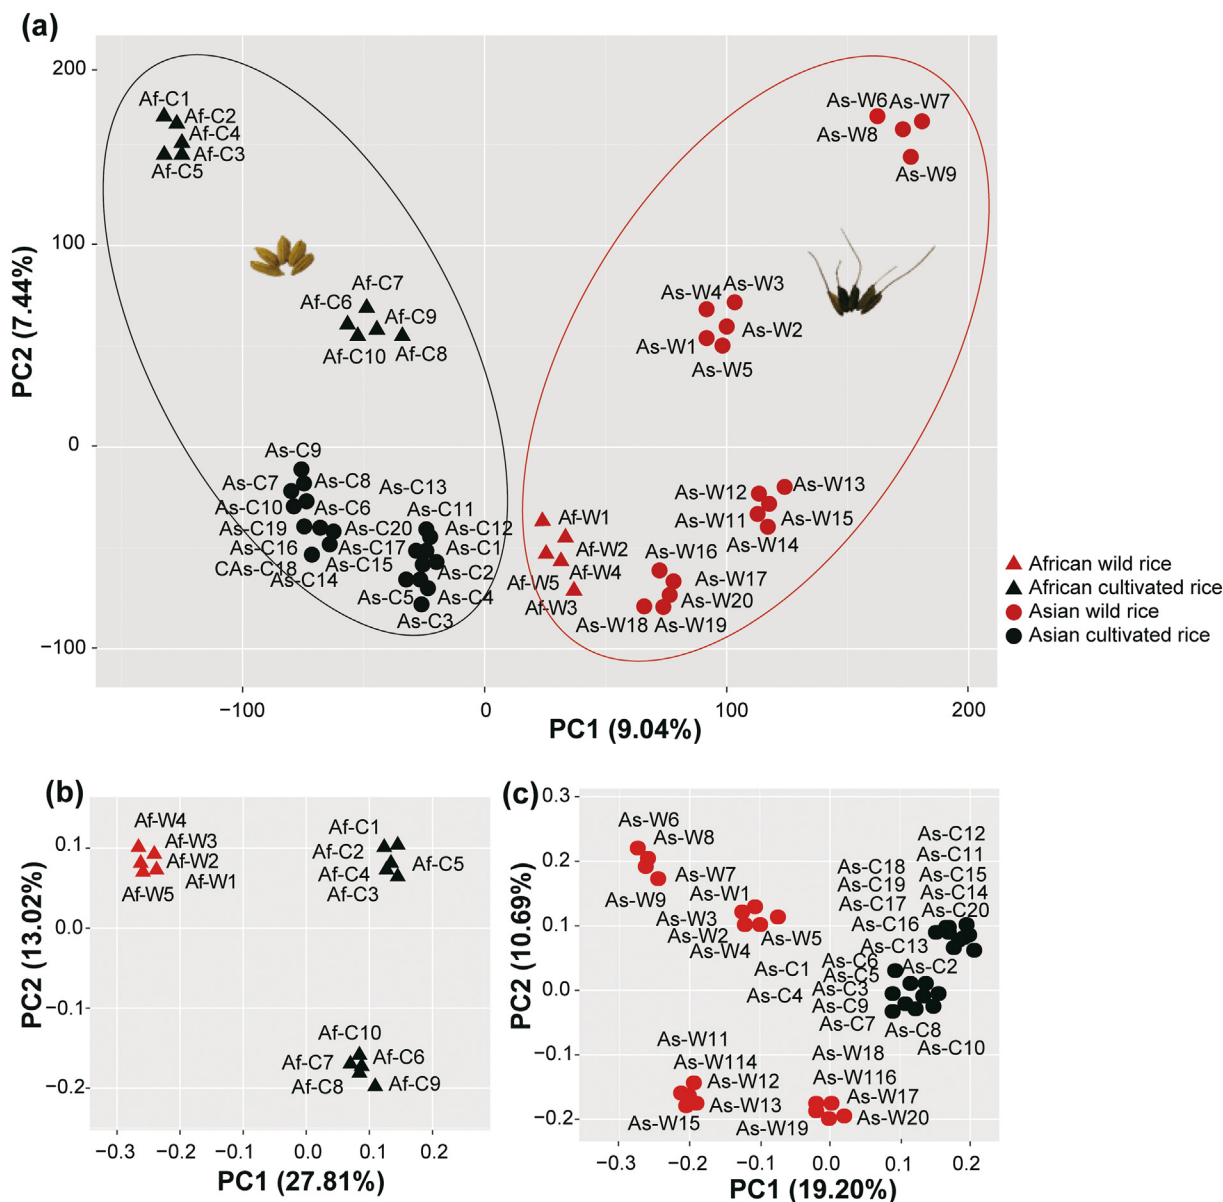 (a)
200
100
0
−100
PC2 (7.44%)
Af-C1
Af-C2
Af-C4
Af-C3
Af-C5
Af-C7
Af-C6
Af-C9
Af-C10
Af-C8
As-C9
As-C7
As-C8
As-C13
As-C10
As-C6
As-C11
As-C19
As-C20
As-C12
As-C16
As-C17
As-C1
CAs-C18
As-C15
As-C2
As-C14
As-C5
As-C4
As-C3
As-W6
As-W7
As-W8
As-W9
As-W3
As-W4
As-W2
As-W1
As-W5
As-W12
As-W13
As-W11
As-W15
As-W14
Af-W1
Af-W2
As-W16
Af-W5
Af-W4
As-W17
Af-W3
As-W20
As-W18
As-W19
−100
0
100
200
PC1 (9.04%)
African wild rice
African cultivated rice
Asian wild rice
Asian cultivated rice
(b)
0.1
0.0
−0.1
−0.2
PC2 (13.02%)
Af-W4
Af-W3
Af-W2
Af-W5
Af-W1
Af-C1
Af-C2
Af-C5
Af-C4
Af-C3
Af-C10
Af-C7
Af-C6
Af-C8
Af-C9
−0.3
−0.2
−0.1
0.0
0.1
0.2
PC1 (27.81%)
(c)
0.3
0.2
0.1
0.0
−0.1
−0.2
PC2 (10.69%)
As-W6
As-W8
As-W7
As-W9
As-W1
As-W3
As-W2
As-W5
As-W4
As-C12
As-C18
As-C11
As-C19
As-C15
As-C17
As-C14
As-C16
As-C20
As-C13
As-C1
As-C6
As-C2
As-C5
As-C4
As-C3
As-C9
As-C7
As-C8
As-C10
As-W11
As-W114
As-W12
As-W13
As-W15
As-W18
As-W116
As-W17
As-W19
As-W20
−0.3
−0.2
−0.1
0.0
0.1
0.2
PC1 (19.20%)